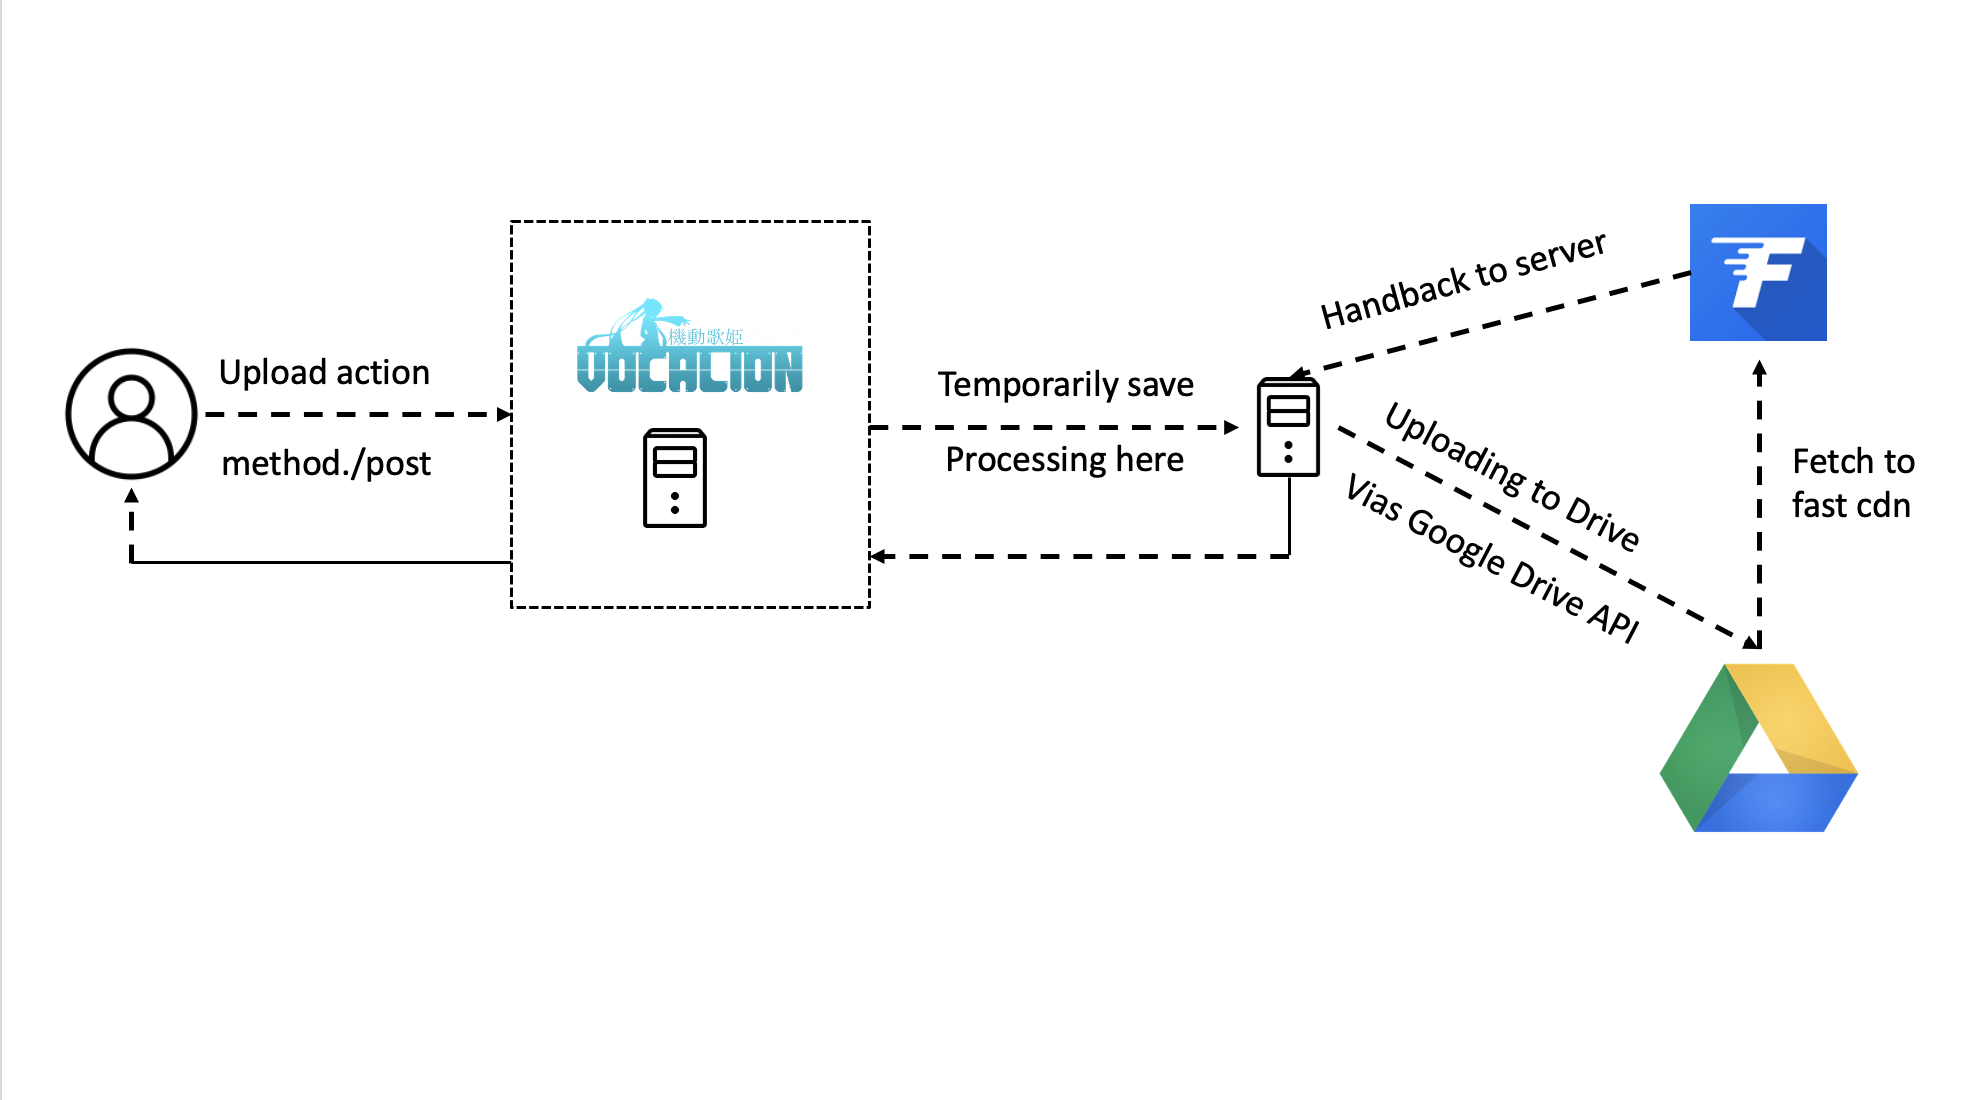 Upload action
method./post
機動歌姫
VOCALION
Temporarily save
Processing here
Handback to server
Uploading to Drive
Vias Google Drive API
Fetch to
fast cdn
F